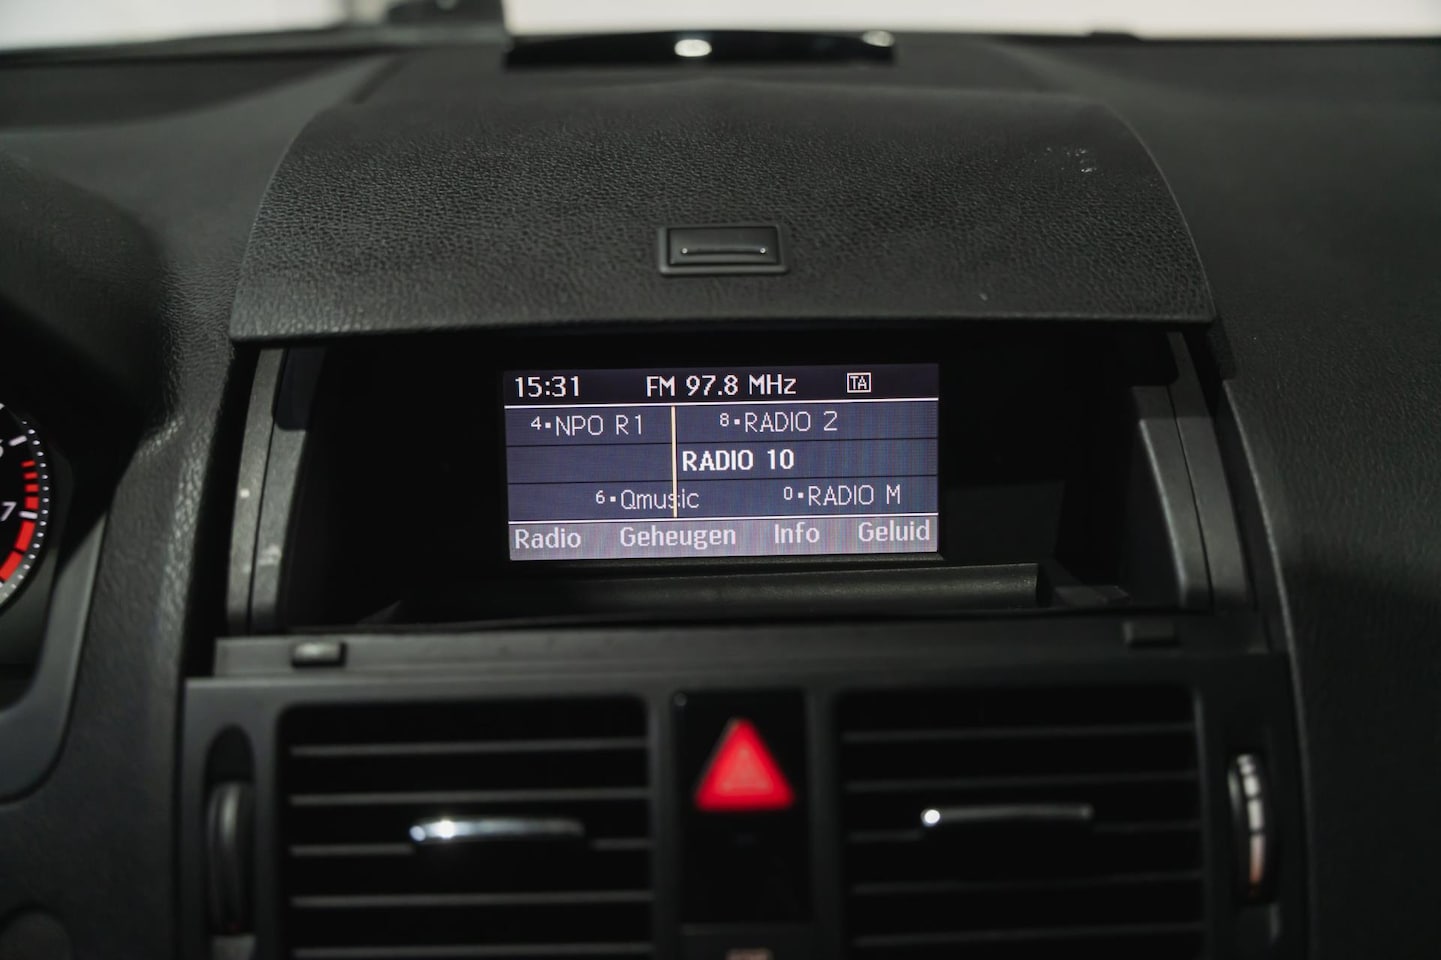 15:31 FM 97.8 MHz TA
4▪NPO R1 8▪RADIO 2
RADIO 10
6▪Qmusic 0▪RADIO M
Radio Geheugen Info Geluid
7